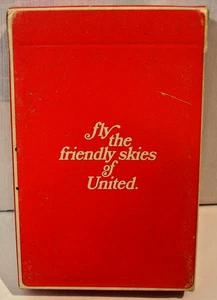 fly
the
friendly skies
of
United.